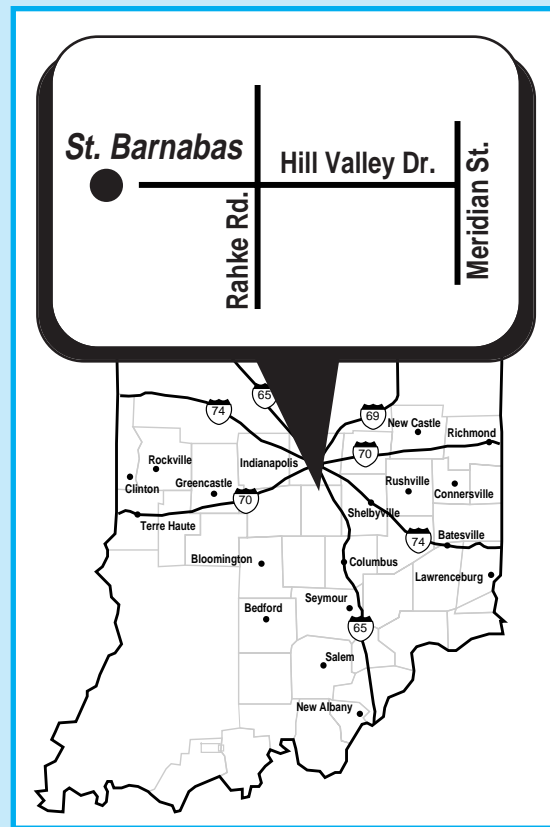 St. Barnabas
Hill Valley Dr.
Rahke Rd.
Meridian St.
65
74
69
New Castle
Richmond
70
Rockville
Indianapolis
Clinton
Greencastle
Rushville
Connersville
70
Shelbyville
Terre Haute
74
Batesville
Bloomington
Columbus
Lawrenceburg
Seymour
Bedford
65
Salem
New Albany